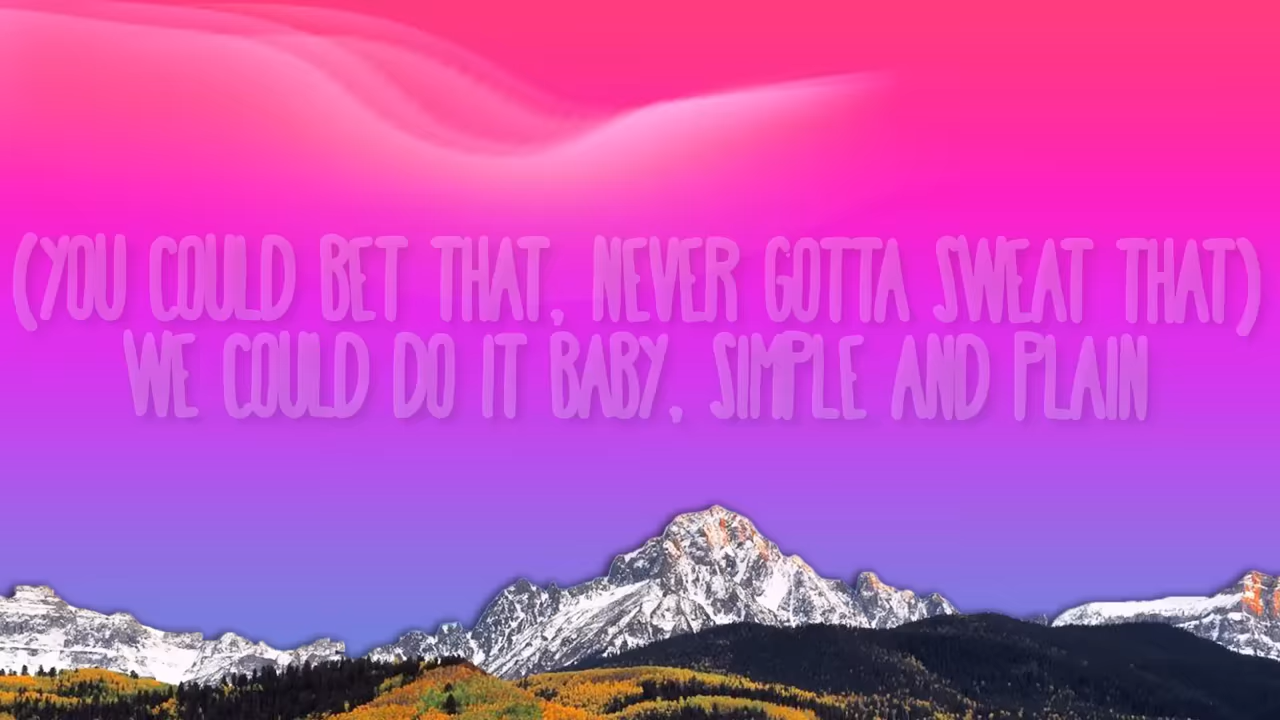 (YOU COULD BET THAT, NEVER GOTTA SWEAT THAT)
WE COULD DO IT BABY, SIMPLE AND PLAIN